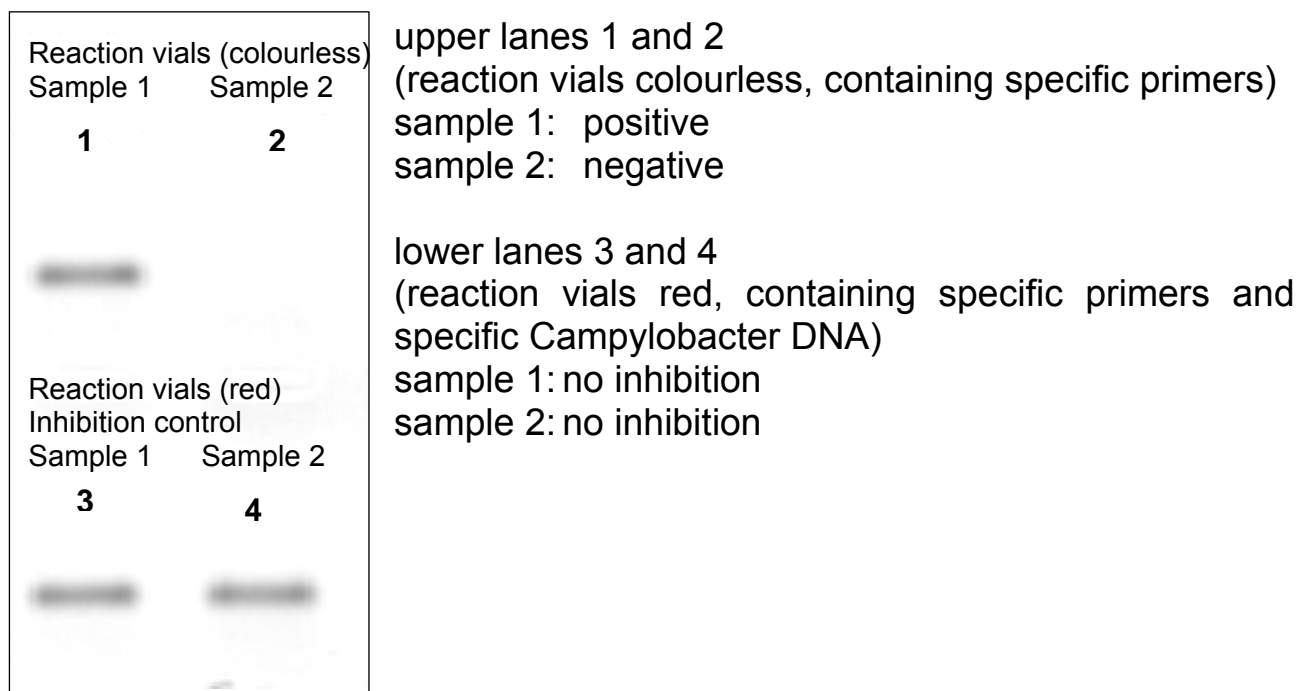 Reaction vials (colourless)
Sample 1 Sample 2
1 2
Reaction vials (red)
Inhibition control
Sample 1 Sample 2
3 4
upper lanes 1 and 2
(reaction vials colourless, containing specific primers)
sample 1: positive
sample 2: negative
lower lanes 3 and 4
(reaction vials red, containing specific primers and
specific Campylobacter DNA)
sample 1: no inhibition
sample 2: no inhibition